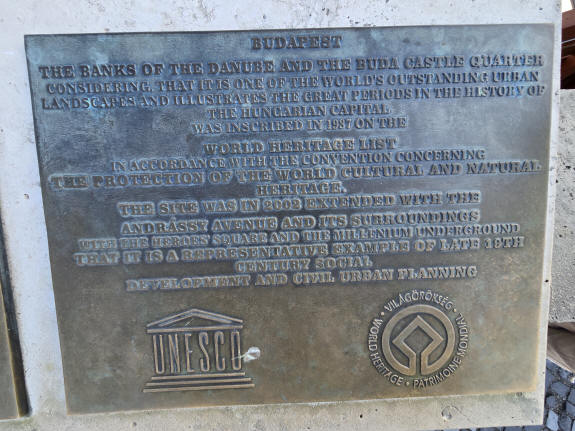 BUDAPEST
THE BANKS OF THE DANUBE AND THE BUDA CASTLE QUARTER
CONSIDERING, THAT IT IS ONE OF THE WORLD'S OUTSTANDING URBAN
LANDSCAPES AND ILLUSTRATES THE GREAT PERIODS IN THE HISTORY OF
THE HUNGARIAN CAPITAL
WAS INSCRIBED IN 1987 ON THE
WORLD HERITAGE LIST
IN ACCORDANCE WITH THE CONVENTION CONCERNING
THE PROTECTION OF THE WORLD CULTURAL AND NATURAL
HERITAGE.
THE SITE WAS IN 2002 EXTENDED WITH THE
ANDRÁSSY AVENUE AND ITS SURROUNDINGS
WITH THE HEROES' SQUARE AND THE MILLENIUM UNDERGROUND
THAT IT IS A REPRESENTATIVE EXAMPLE OF LATE 19TH
CENTURY SOCIAL
DEVELOPMENT AND CIVIL URBAN PLANNING
UNESCO
WORLD HERITAGE · VILÁGÖRÖKSÉG · PATRIMOINE MONDIAL